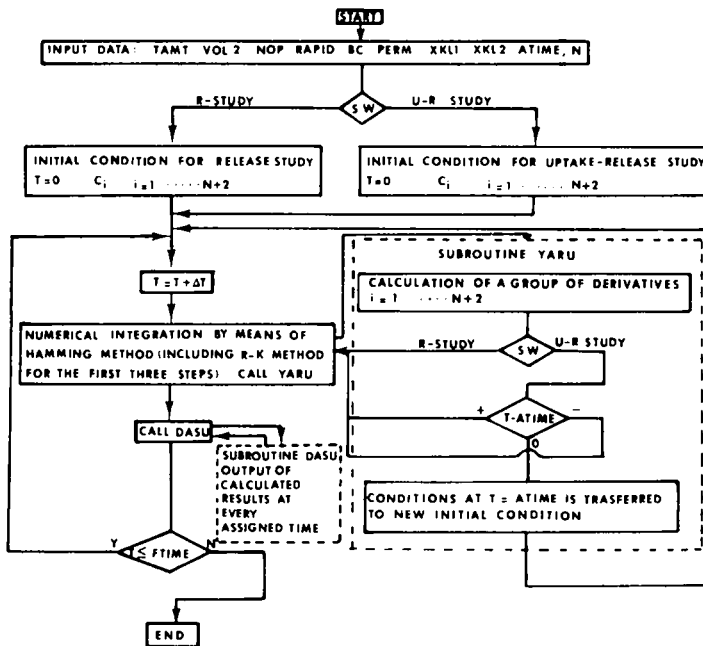 START
INPUT DATA: TAMT VOL2 NOP RAPID BC PERM XKL1 XKL2 ATIME, N
SW
R-STUDY
U-R STUDY
INITIAL CONDITION FOR RELEASE STUDY
T=0 Ci i=1 ····· N+2
INITIAL CONDITION FOR UPTAKE-RELEASE STUDY
T=0 Ci i=1 ····· N+2
T=T+ΔT
NUMERICAL INTEGRATION BY MEANS OF
HAMMING METHOD (INCLUDING R-K METHOD
FOR THE FIRST THREE STEPS) CALL YARU
CALL DASU
SUBROUTINE DASU
OUTPUT OF
CALCULATED
RESULTS AT
EVERY
ASSIGNED TIME
Y
T ≤ FTIME
N
END
SUBROUTINE YARU
CALCULATION OF A GROUP OF DERIVATIVES
i = 1 ····· N+2
R-STUDY
SW
U-R STUDY
+
T-ATIME
−
0
CONDITIONS AT T = ATIME IS TRASFERRED
TO NEW INITIAL CONDITION